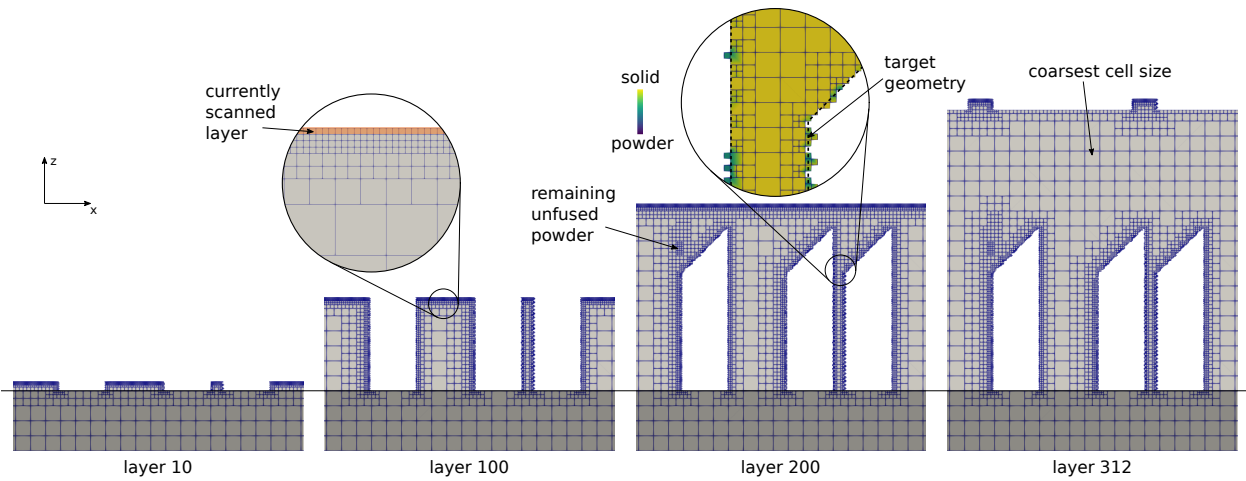 currently
scanned
layer
z
x
solid
powder
target
geometry
coarsest cell size
remaining
unfused
powder
layer 10
layer 100
layer 200
layer 312